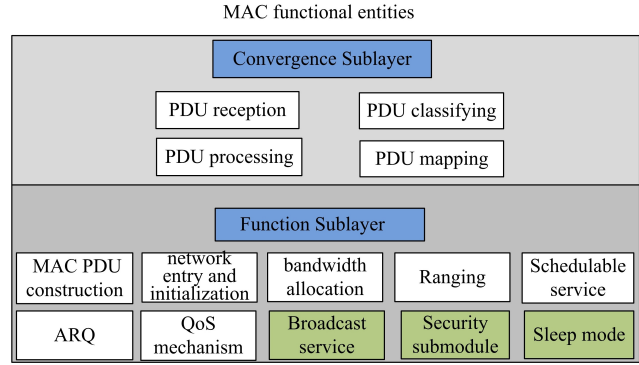 MAC functional entities
Convergence Sublayer
PDU reception
PDU classifying
PDU processing
PDU mapping
Function Sublayer
MAC PDU
construction
network
entry and
initialization
bandwidth
allocation
Ranging
Schedulable
service
ARQ
QoS
mechanism
Broadcast
service
Security
submodule
Sleep mode